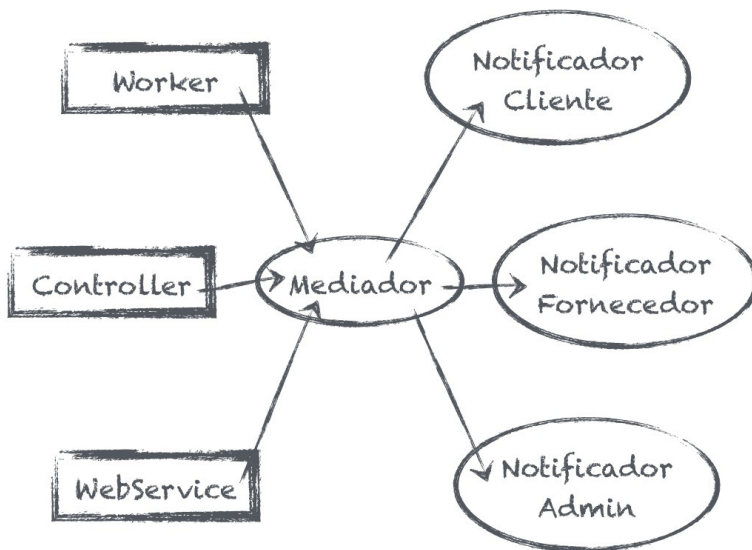 Worker
Notificador
Cliente
Controller
Mediador
Notificador
Fornecedor
WebService
Notificador
Admin